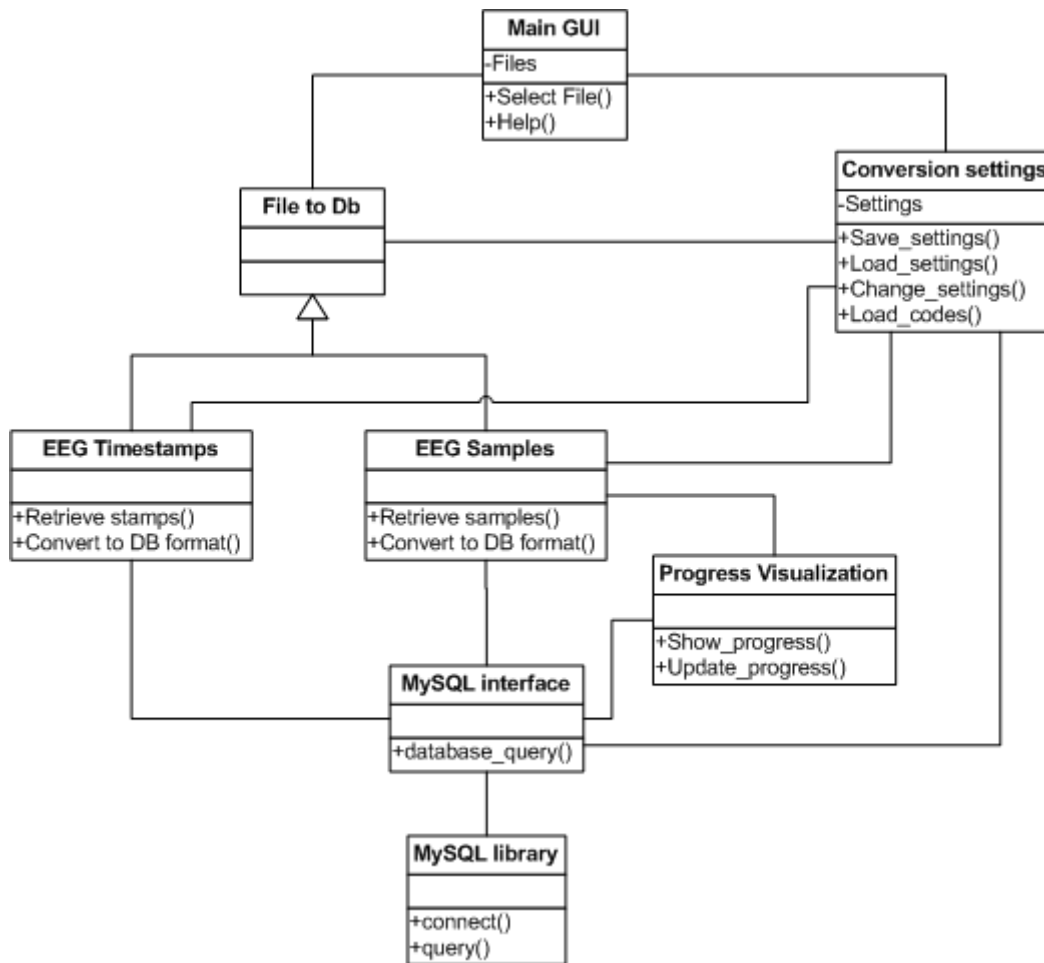 Main GUI
-Files
+Select File()
+Help()
Conversion settings
-Settings
+Save_settings()
+Load_settings()
+Change_settings()
+Load_codes()
File to Db
EEG Timestamps
+Retrieve stamps()
+Convert to DB format()
EEG Samples
+Retrieve samples()
+Convert to DB format()
Progress Visualization
+Show_progress()
+Update_progress()
MySQL interface
+database_query()
MySQL library
+connect()
+query()